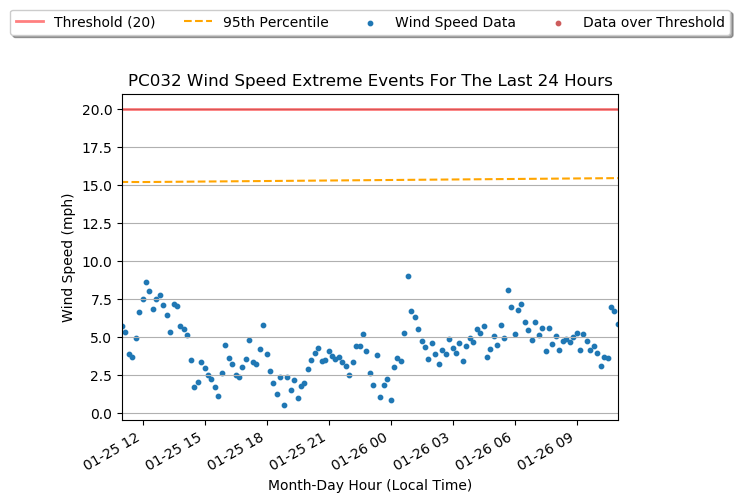 Threshold (20) 95th Percentile Wind Speed Data Data over Threshold
PC032 Wind Speed Extreme Events For The Last 24 Hours
20.0
17.5
15.0
12.5
10.0
7.5
5.0
2.5
0.0
Wind Speed (mph)
01-25 12 01-25 15 01-25 18 01-25 21 01-26 00 01-26 03 01-26 06 01-26 09
Month-Day Hour (Local Time)